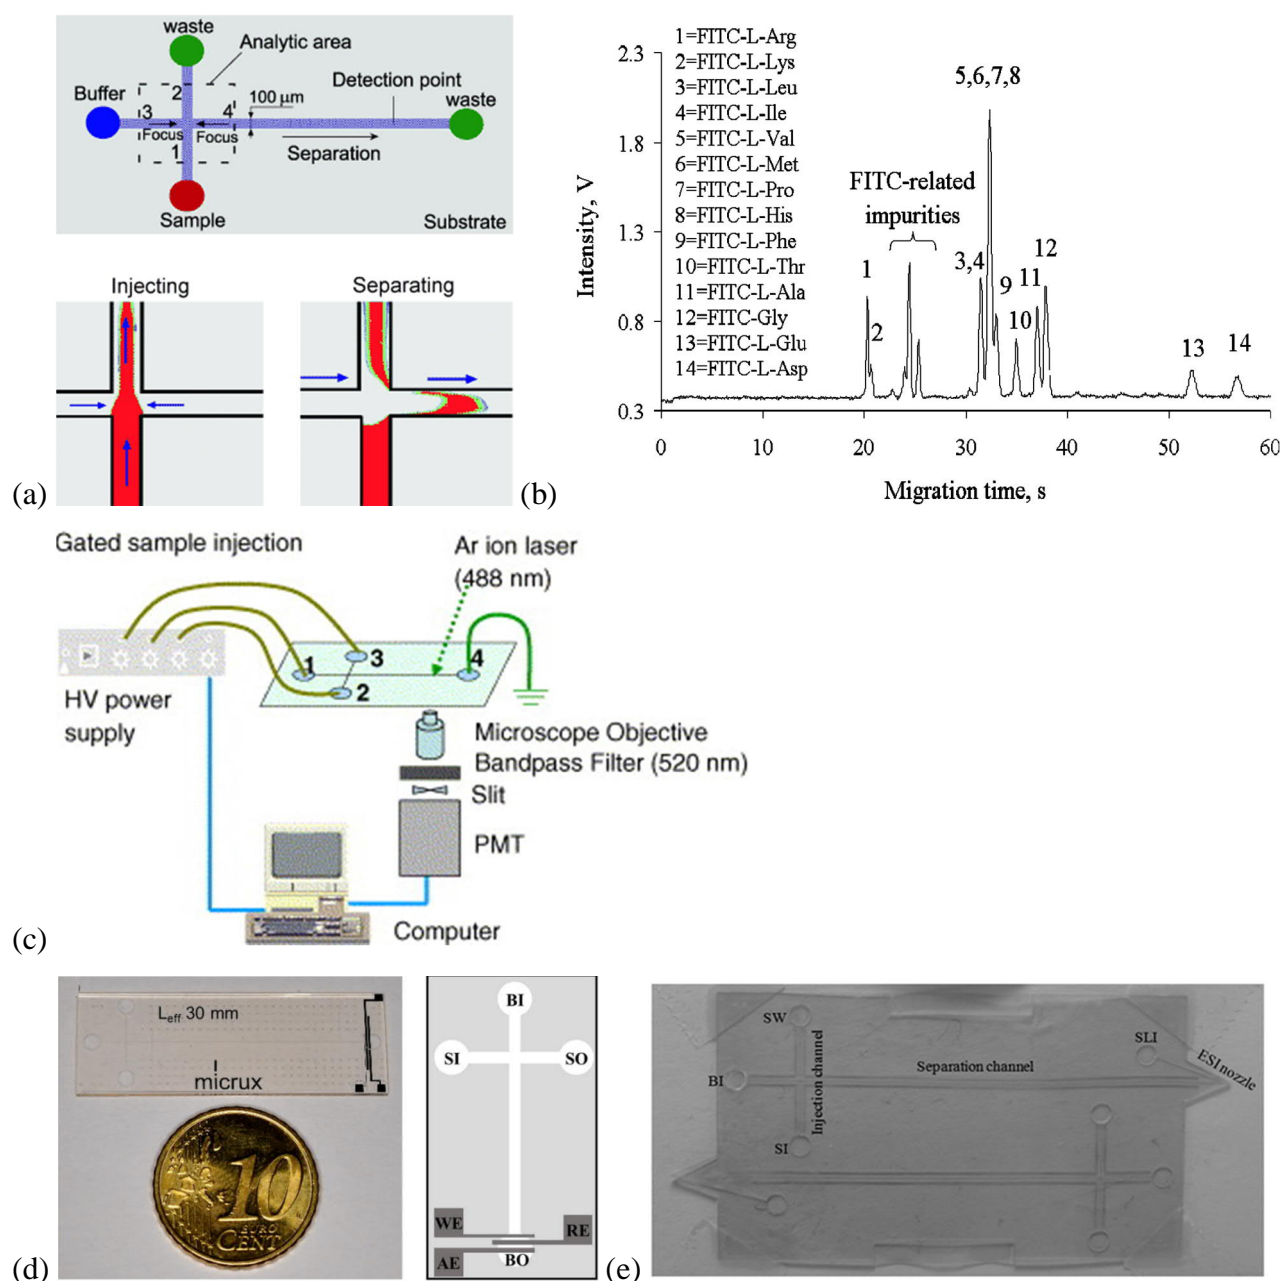 waste
Analytic area
Detection point
Buffer
2
100 μm
waste
3
4
Focus
Focus
1
Separation
Sample
Substrate
Injecting
Separating
(a)
1=FITC-L-Arg
2=FITC-L-Lys
3=FITC-L-Leu
4=FITC-L-Ile
5=FITC-L-Val
6=FITC-L-Met
7=FITC-L-Pro
8=FITC-L-His
9=FITC-L-Phe
10=FITC-L-Thr
11=FITC-L-Ala
12=FITC-Gly
13=FITC-L-Glu
14=FITC-L-Asp
5,6,7,8
FITC-related
impurities
1
2
3,4
9
10
11
12
13
14
Intensity, V
2.3
1.8
1.3
0.8
0.3
0
10
20
30
40
50
60
Migration time, s
(b)
Gated sample injection
Ar ion laser
(488 nm)
HV power
supply
1
3
4
2
Microscope Objective
Bandpass Filter (520 nm)
Slit
PMT
Computer
(c)
Leff 30 mm
micrux
10
EURO
CENT
BI
SI
SO
WE
RE
AE
BO
(d)
SW
SLI
ESI nozzle
BI
Injection channel
Separation channel
SI
(e)